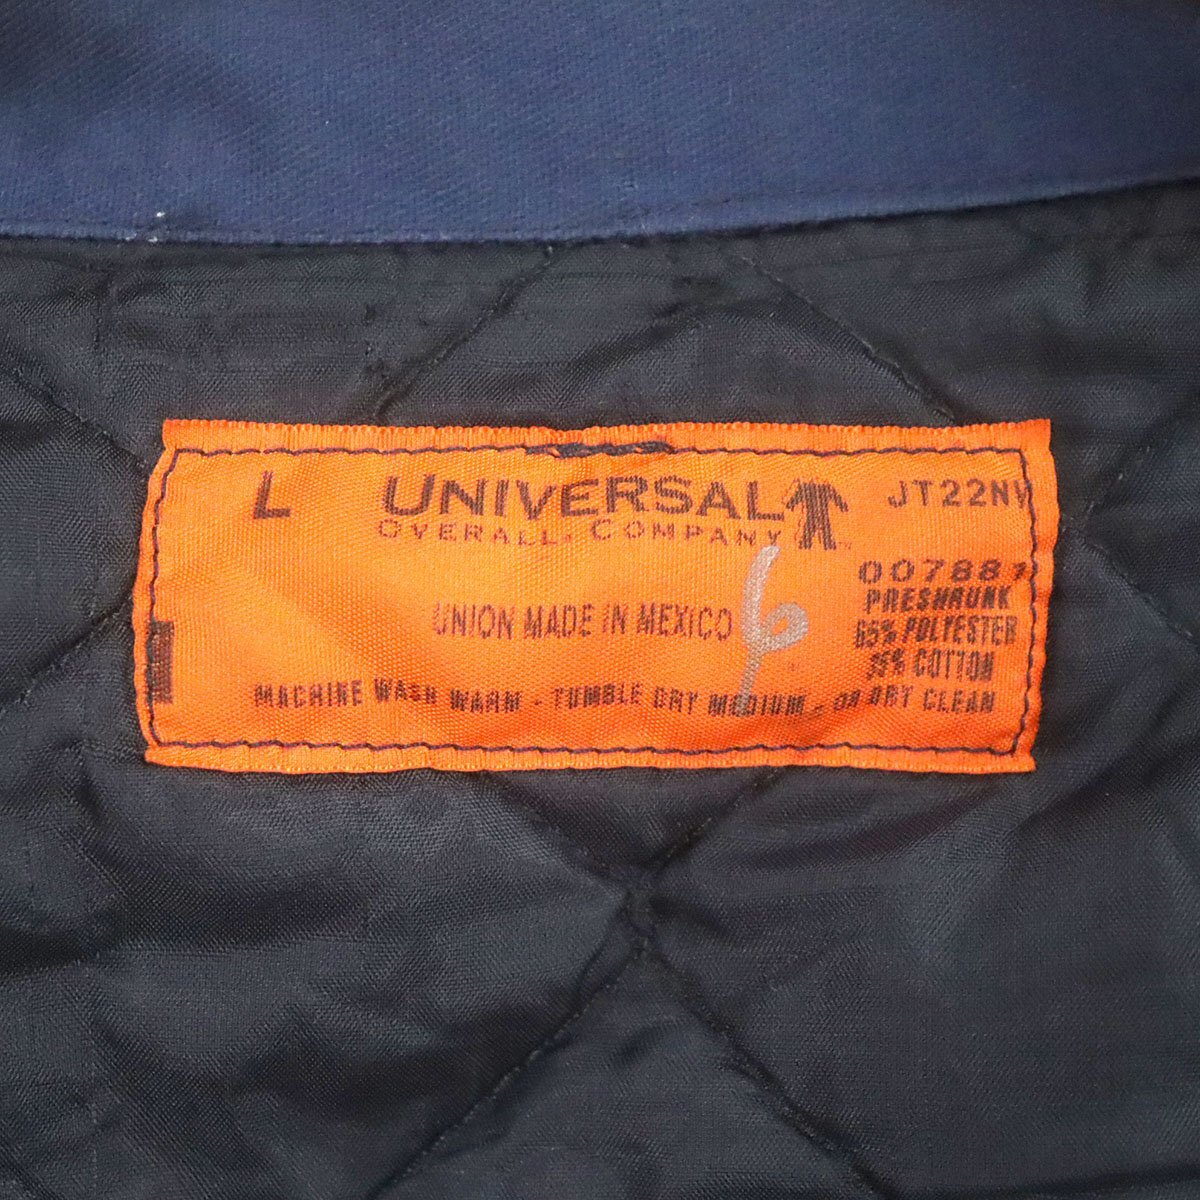 L UNIVERSAL JT22NV
OVERALL COMPANY
007881
PRESHRUNK
UNION MADE IN MEXICO 6
65% POLYESTER
35% COTTON
MACHINE WASH WARM - TUMBLE DRY MEDIUM - OR DRY CLEAN